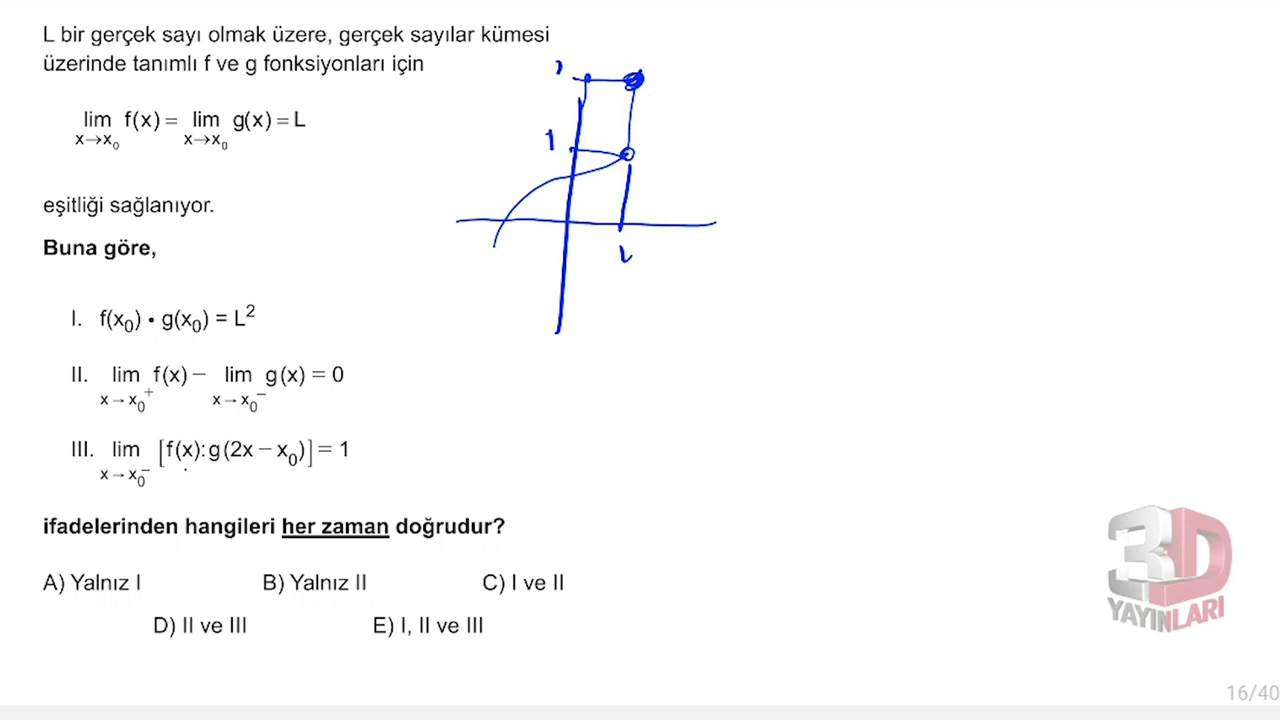 L bir gerçek sayı olmak üzere, gerçek sayılar kümesi
üzerinde tanımlı f ve g fonksiyonları için
lim f(x) = lim g(x) = L
x→x₀ x→x₀
eşitliği sağlanıyor.
Buna göre,
I. f(x₀) • g(x₀) = L²
II. lim f(x) − lim g(x) = 0
x→x₀⁺ x→x₀⁻
III. lim [f(x):g(2x − x₀)] = 1
x→x₀⁻
ifadelerinden hangileri her zaman doğrudur?
A) Yalnız I B) Yalnız II C) I ve II
D) II ve III E) I, II ve III
1
3D
YAYINLARI
16/40